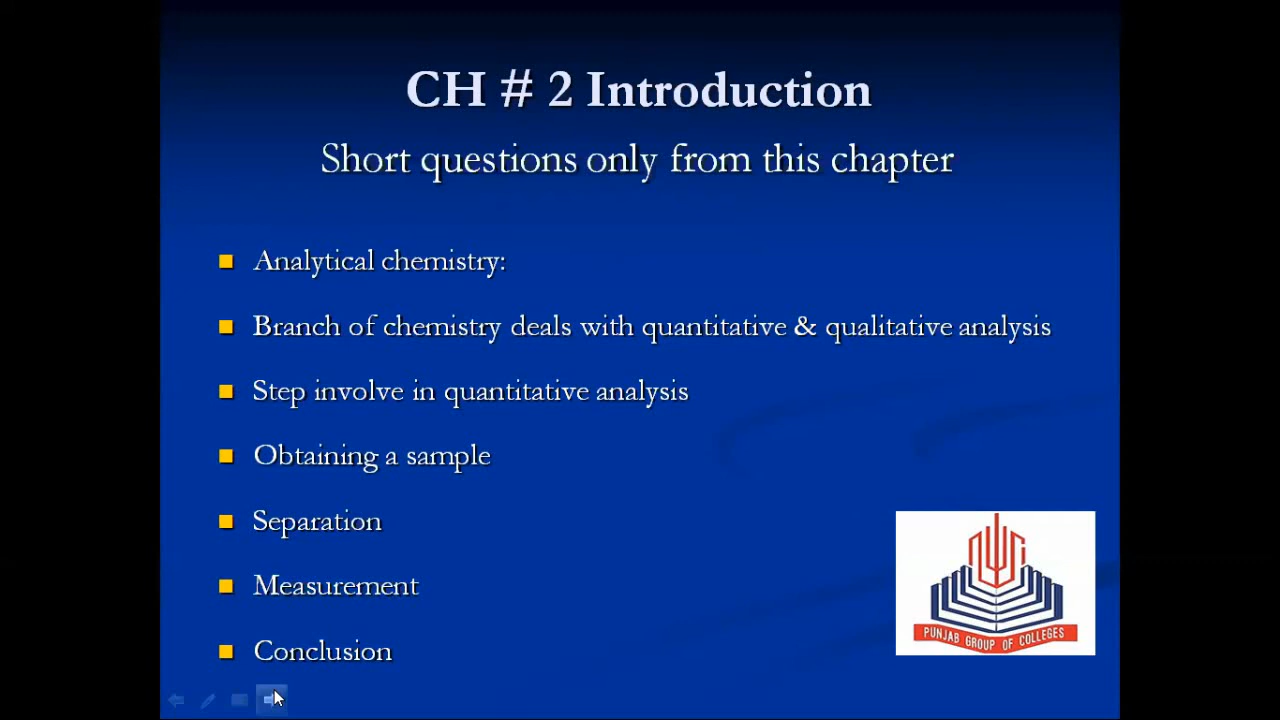 CH # 2 Introduction
Short questions only from this chapter
Analytical chemistry:
Branch of chemistry deals with quantitative & qualitative analysis
Step involve in quantitative analysis
Obtaining a sample
Separation
Measurement
Conclusion
PUNJAB GROUP OF COLLEGES